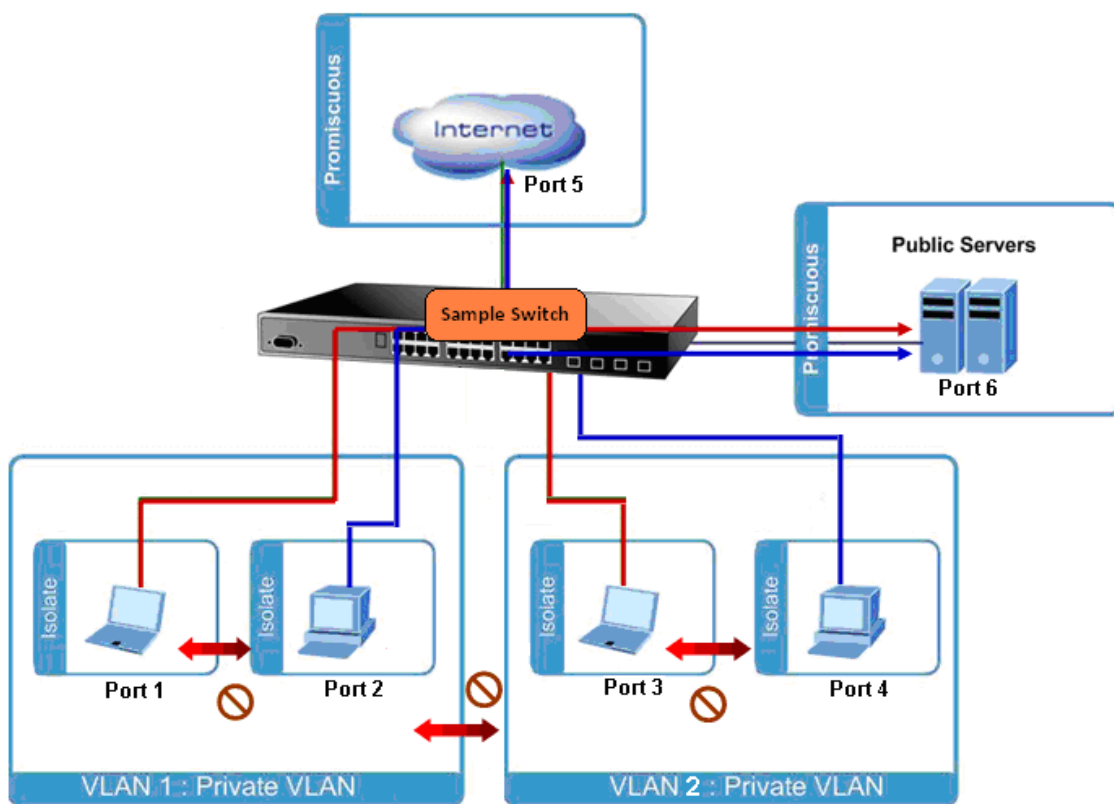 Promiscuous
Internet
Port 5
Promiscuous
Public Servers
Port 6
Sample Switch
Isolate
Port 1
Isolate
Port 2
Isolate
Port 3
Isolate
Port 4
VLAN 1 : Private VLAN
VLAN 2 : Private VLAN